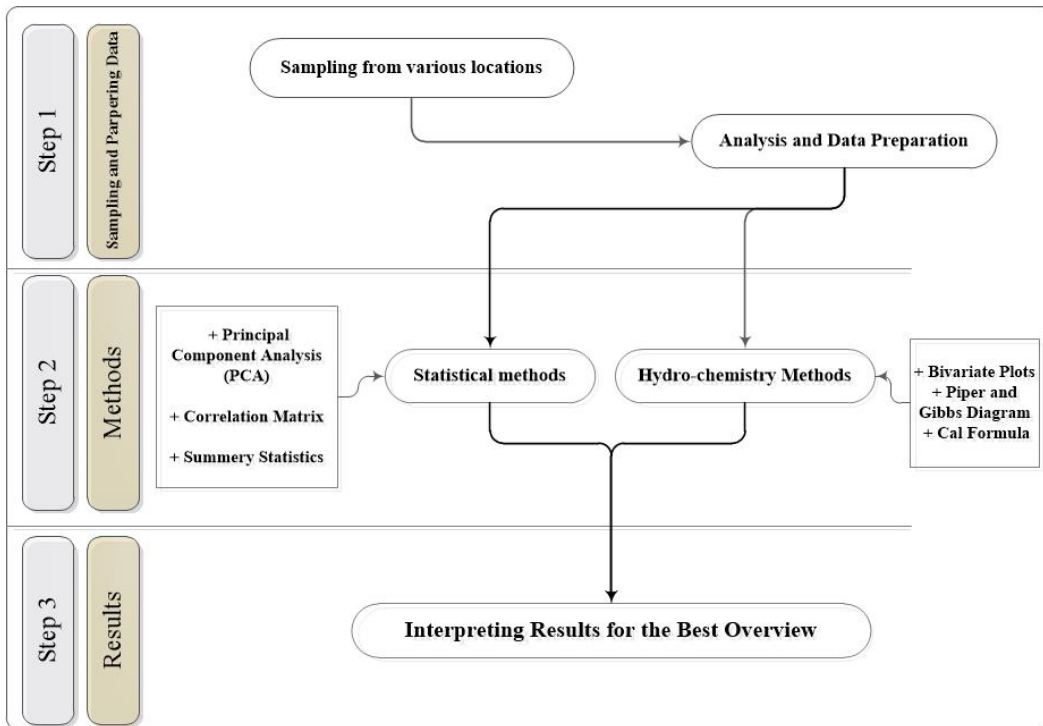 Step 1
Sampling and Parpering Data
Sampling from various locations
Analysis and Data Preparation
Step 2
Methods
+ Principal
Component Analysis
(PCA)
+ Correlation Matrix
+ Summery Statistics
Statistical methods
Hydro-chemistry Methods
+ Bivariate Plots
+ Piper and
Gibbs Diagram
+ Cal Formula
Step 3
Results
Interpreting Results for the Best Overview